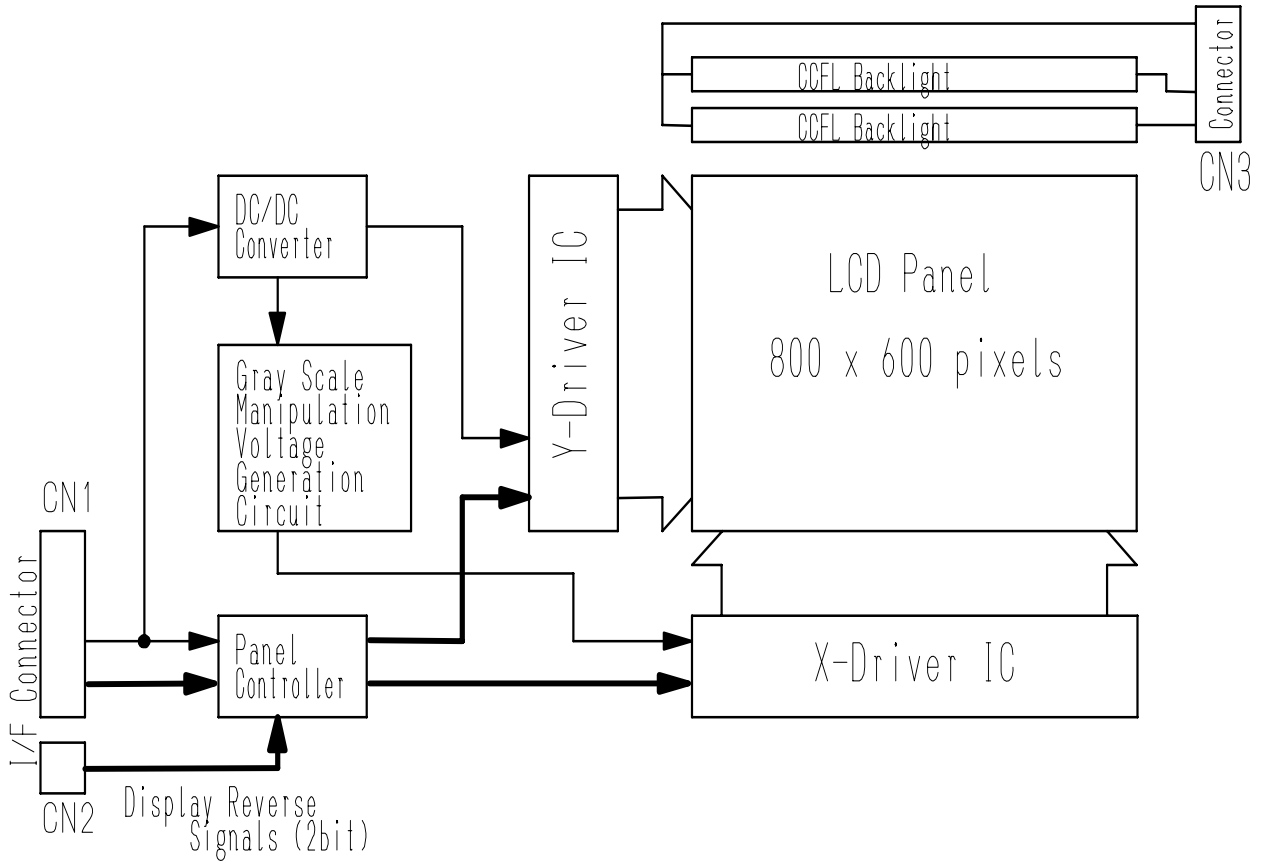 CCFL Backlight
CCFL Backlight
Connector
CN3
DC/DC
Converter
Y-Driver IC
LCD Panel
800 x 600 pixels
Gray Scale
Manipulation
Voltage
Generation
Circuit
CN1
I/F Connector
Panel
Controller
X-Driver IC
CN2
Display Reverse
Signals (2bit)